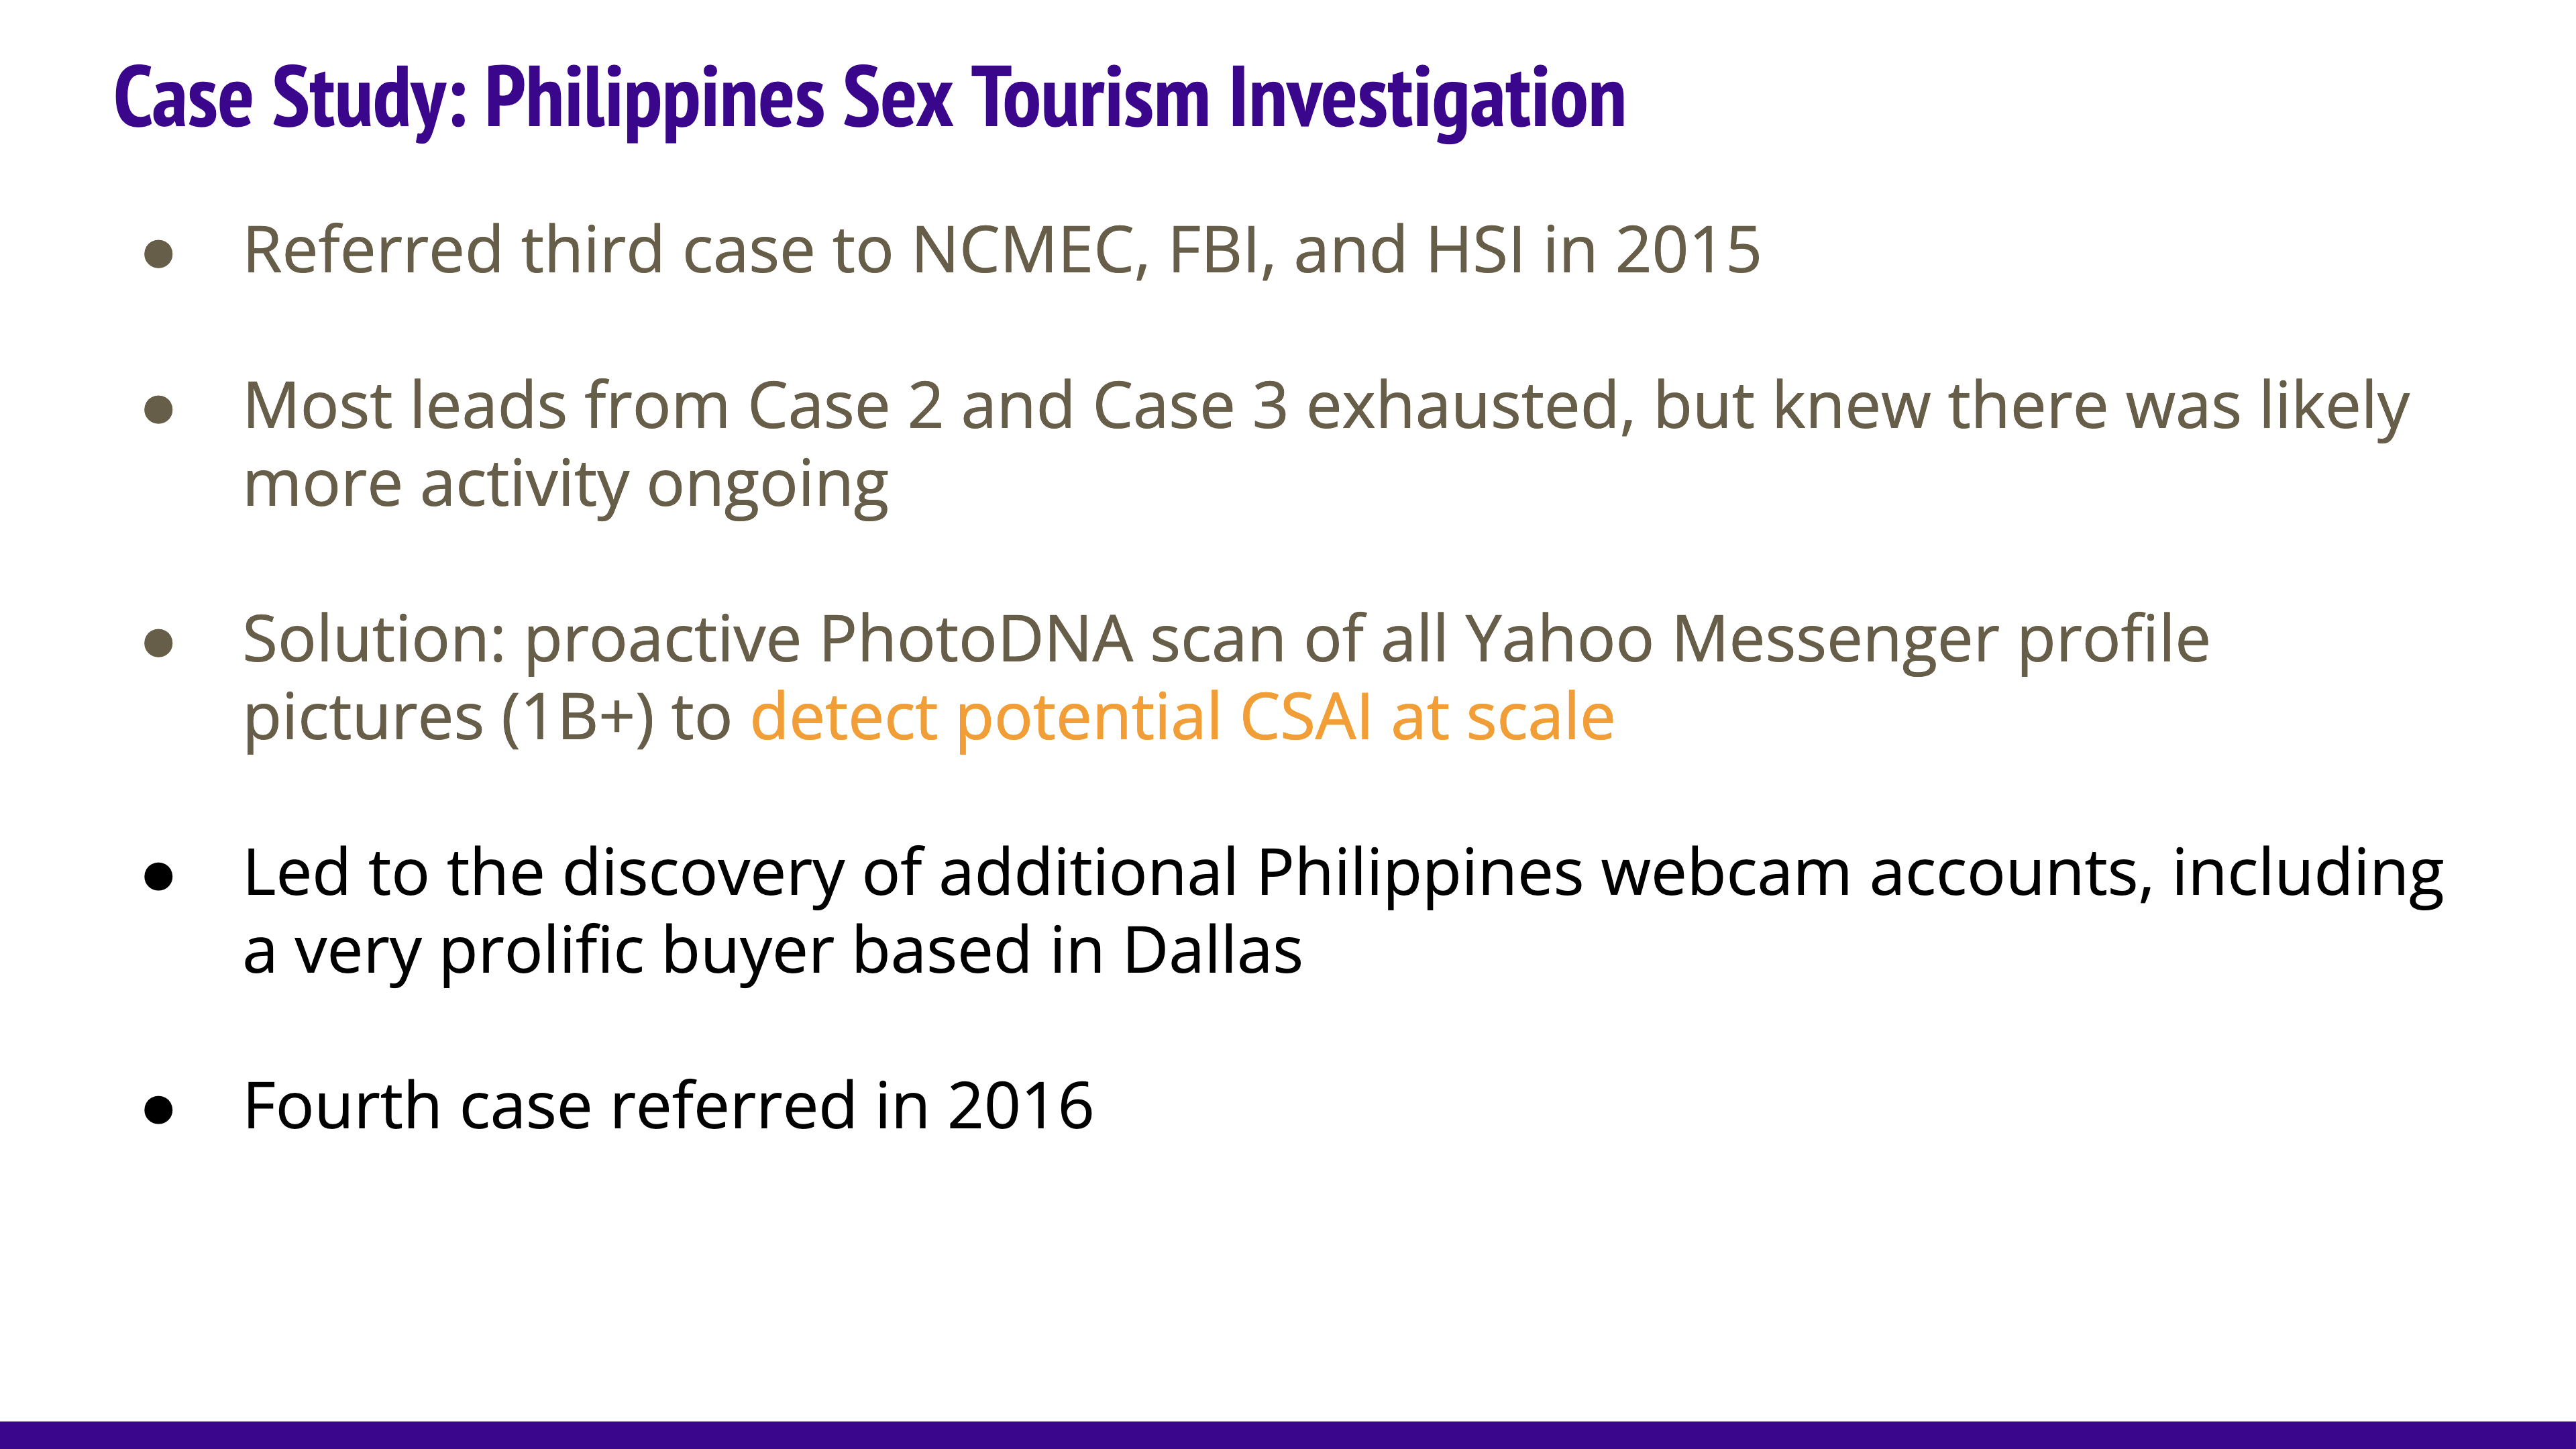 Case Study: Philippines Sex Tourism Investigation
● Referred third case to NCMEC, FBI, and HSI in 2015
● Most leads from Case 2 and Case 3 exhausted, but knew there was likely
more activity ongoing
● Solution: proactive PhotoDNA scan of all Yahoo Messenger profile
pictures (1B+) to detect potential CSAI at scale
● Led to the discovery of additional Philippines webcam accounts, including
a very prolific buyer based in Dallas
● Fourth case referred in 2016